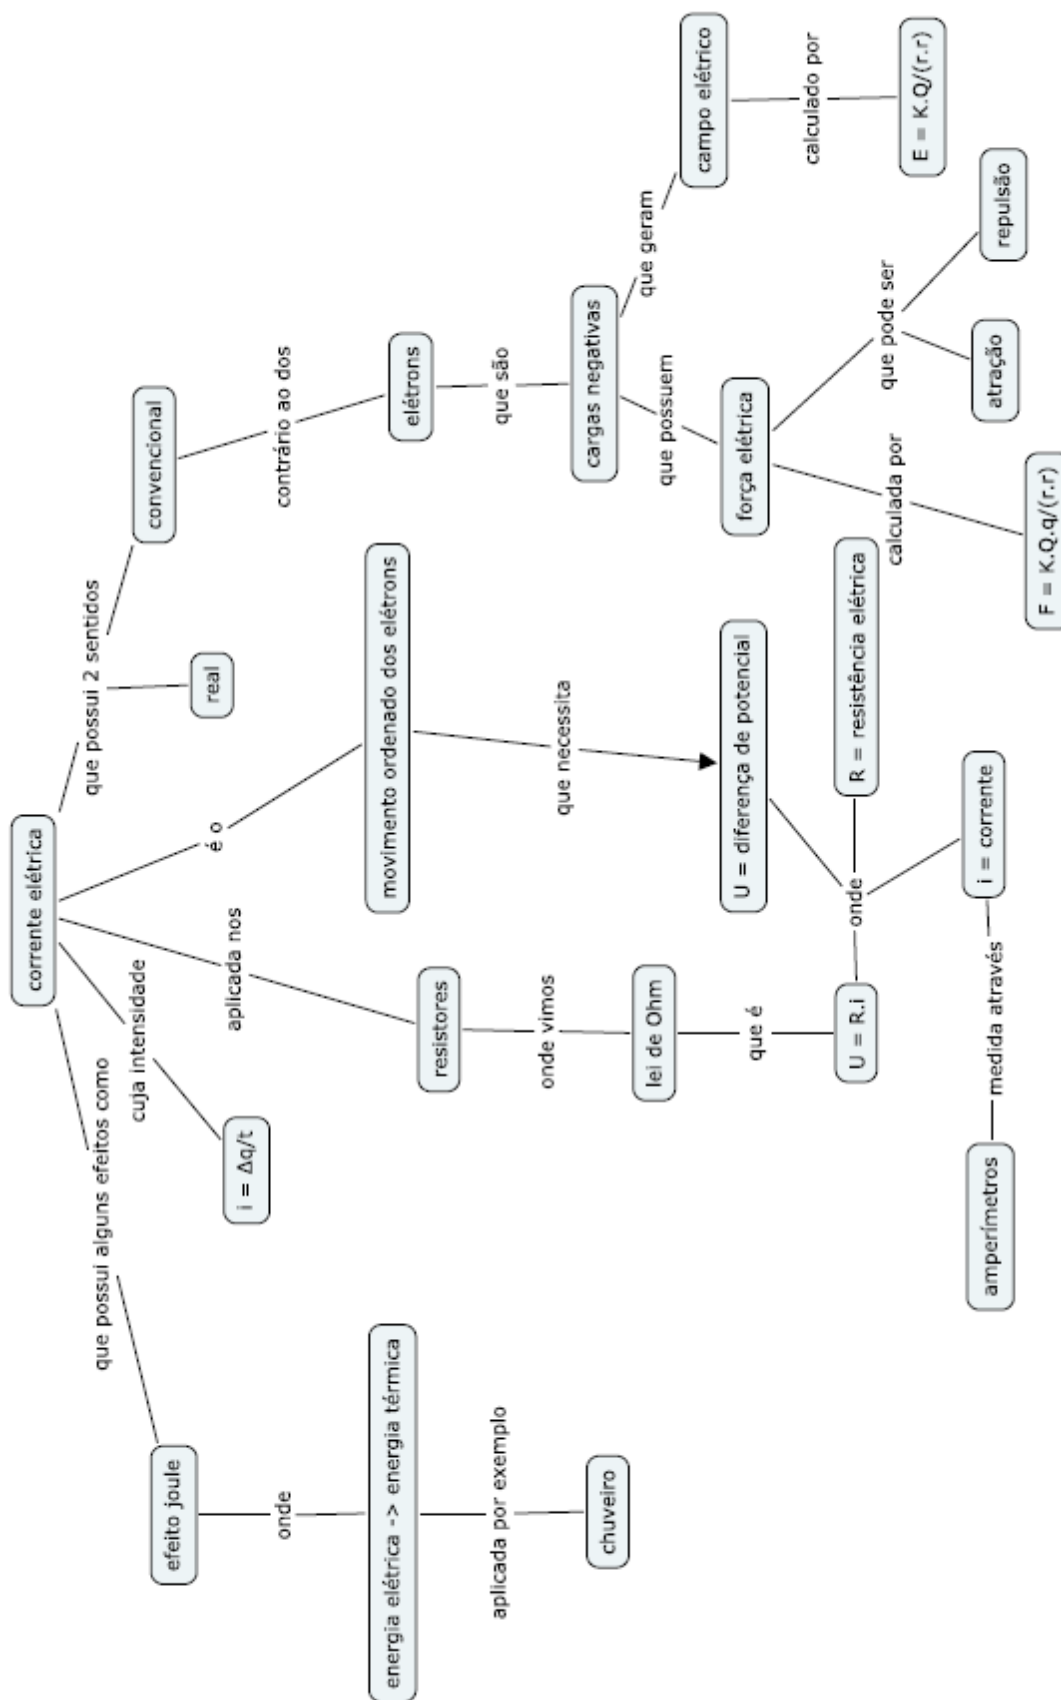 corrente elétrica
que possui alguns efeitos como
cuja intensidade
aplicada nos
é o
que possui 2 sentidos
efeito joule
i = Δq/t
real
convencional
onde
contrário ao dos
energia elétrica -> energia térmica
resistores
movimento ordenado dos elétrons
elétrons
aplicada por exemplo
onde vimos
que necessita
que são
chuveiro
lei de Ohm
cargas negativas
que é
que possuem
que geram
U = diferença de potencial
força elétrica
campo elétrico
U = R.i
onde
R = resistência elétrica
calculada por
que pode ser
calculado por
amperímetros
medida através
i = corrente
F = K.Q.q/(r.r)
atração
repulsão
E = K.Q/(r.r)